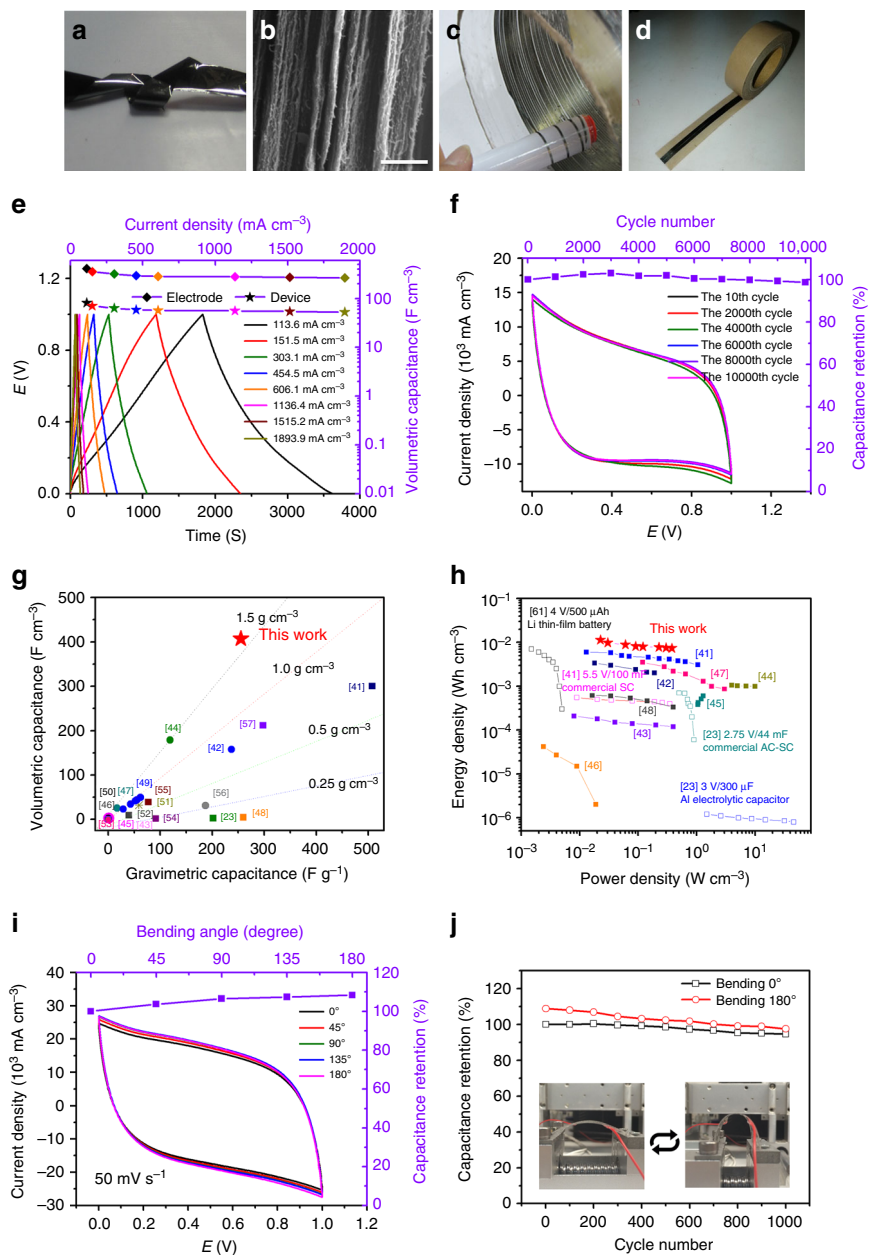 a
b
c
d
e
Current density (mA cm⁻³)
0 500 1000 1500 2000
E (V)
1.2
0.8
0.4
0.0
Electrode Device
113.6 mA cm⁻³
151.5 mA cm⁻³
303.1 mA cm⁻³
454.5 mA cm⁻³
606.1 mA cm⁻³
1136.4 mA cm⁻³
1515.2 mA cm⁻³
1893.9 mA cm⁻³
100
10
1
0.1
0.01
Volumetric capacitance (F cm⁻³)
0 1000 2000 3000 4000
Time (S)
f
Cycle number
0 2000 4000 6000 8000 10,000
Current density (10³ mA cm⁻³)
25
20
15
10
5
0
−5
−10
The 10th cycle
The 2000th cycle
The 4000th cycle
The 6000th cycle
The 8000th cycle
The 10000th cycle
100
80
60
40
20
0
Capacitance retention (%)
0.0 0.4 0.8 1.2
E (V)
g
Volumetric capacitance (F cm⁻³)
500
400
300
200
100
0
1.5 g cm⁻³
This work
1.0 g cm⁻³
[41]
[44]
[57]
[42]
0.5 g cm⁻³
0.25 g cm⁻³
[50]
[47]
[49]
[55]
[46]
[51]
[56]
[52]
[53]
[45]
[43]
[54]
[23]
[48]
0 100 200 300 400 500
Gravimetric capacitance (F g⁻¹)
h
Energy density (Wh cm⁻³)
10⁻¹
10⁻²
10⁻³
10⁻⁴
10⁻⁵
10⁻⁶
[61] 4 V/500 μAh
Li thin-film battery
This work
[41]
[47]
[44]
[42]
[41] 5.5 V/100 mF
commercial SC
[45]
[48]
[43]
[23] 2.75 V/44 mF
commercial AC-SC
[46]
[23] 3 V/300 μF
Al electrolytic capacitor
10⁻³ 10⁻² 10⁻¹ 10⁰ 10¹
Power density (W cm⁻³)
i
Bending angle (degree)
0 45 90 135 180
Current density (10³ mA cm⁻³)
40
30
20
10
0
−10
−20
−30
0°
45°
90°
135°
180°
50 mV s⁻¹
120
100
80
60
40
20
0
Capacitance retention (%)
0.0 0.2 0.4 0.6 0.8 1.0 1.2
E (V)
j
Capacitance retention (%)
120
100
80
60
40
20
0
Bending 0°
Bending 180°
0 200 400 600 800 1000
Cycle number